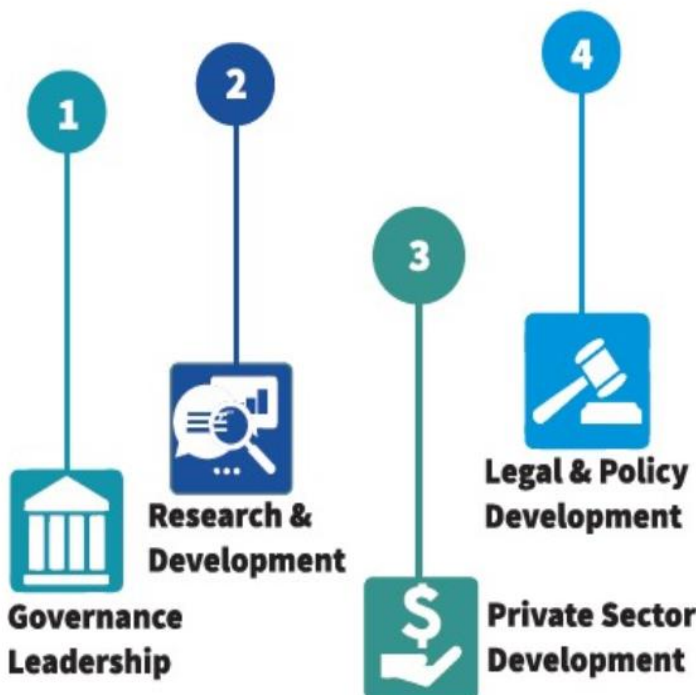 1
Governance
Leadership
2
Research &
Development
3
$
Private Sector
Development
4
Legal & Policy
Development